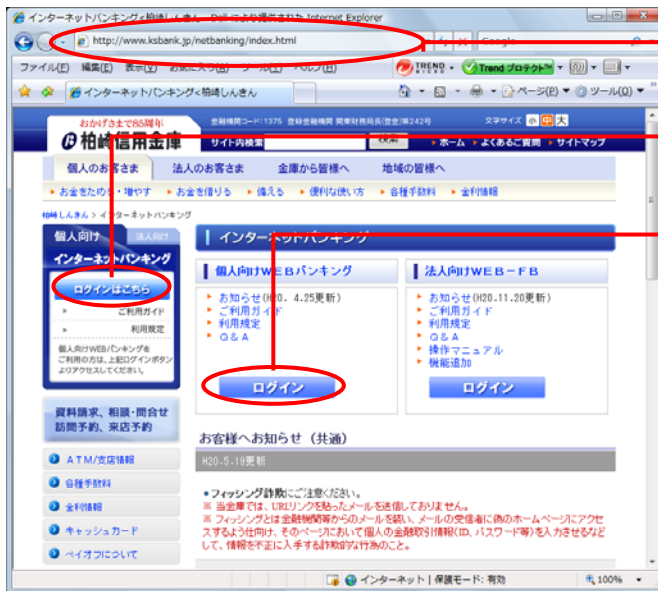 インターネットバンキング<柏崎しんきん - Dell により提供された Internet Explorer
http://www.ksbank.jp/netbanking/index.html
Google
ファイル(F) 編集(E) 表示(V) お気に入り(A) ツール(T) ヘルプ(H)
TREND MICRO Trend プロテクト
インターネットバンキング<柏崎しんきん
ページ(P) ツール(O)
おかげさまで85周年
柏崎信用金庫
金融機関コード:1375 登録金融機関 関東財務局長(登金)第242号
文字サイズ 小 中 大
サイト内検索 検索
ホーム よくあるご質問 サイトマップ
個人のお客さま 法人のお客さま 金庫から皆様へ 地域の皆様へ
お金をためる・増やす お金を借りる 備える 便利な使い方 各種手数料 金利情報
柏崎しんきん > インターネットバンキング
個人向け 法人向け
インターネットバンキング
ログインはこちら
ご利用ガイド
利用規定
個人向けWEBバンキングを
ご利用の方は、上記ログインボタン
よりアクセスしてください。
資料請求、相談・問合せ
訪問予約、来店予約
ATM/支店情報
各種手数料
金利情報
キャッシュカード
ペイオフについて
インターネットバンキング
個人向けWEBバンキング
お知らせ(H20. 4.25更新)
ご利用ガイド
利用規定
Q&A
ログイン
法人向けWEB-FB
お知らせ(H20.11.20更新)
ご利用ガイド
利用規定
Q&A
操作マニュアル
機能追加
ログイン
お客様へお知らせ(共通)
H20.5.19更新
●フィッシング詐欺にご注意ください。
※ 当金庫では、URLリンクを貼ったメールを送信しておりません。
※ フィッシングとは金融機関等からのメールを装い、メールの受信者に偽のホームページにアクセ
スするよう仕向け、そのページにおいて個人の金融取引情報(ID、パスワード等)を入力させるなど
して、情報を不正に入手する詐欺的な行為のこと。
インターネット | 保護モード: 有効
100%